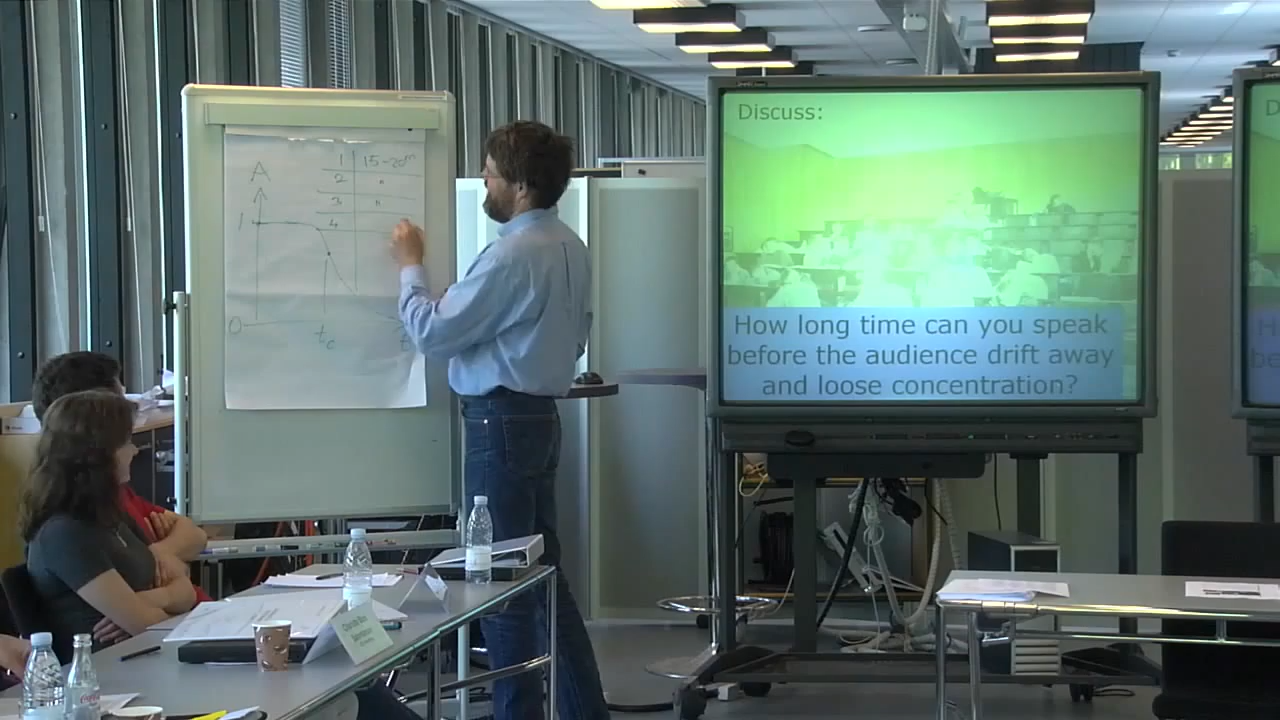 A
1 15-20m
2 "
3 "
4
1
0
tc
t
Discuss:
How long time can you speak
before the audience drift away
and loose concentration?
D